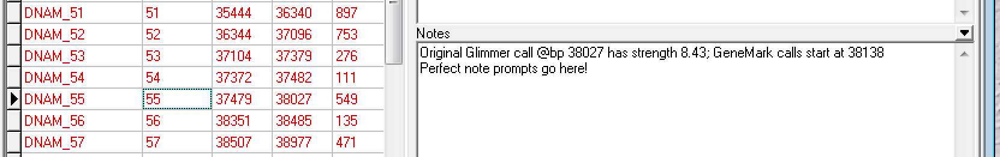 DNAM_51 51 35444 36340 897
DNAM_52 52 36344 37096 753
DNAM_53 53 37104 37379 276
DNAM_54 54 37372 37482 111
DNAM_55 55 37479 38027 549
DNAM_56 56 38351 38485 135
DNAM_57 57 38507 38977 471
Notes
Original Glimmer call @bp 38027 has strength 8.43; GeneMark calls start at 38138
Perfect note prompts go here!